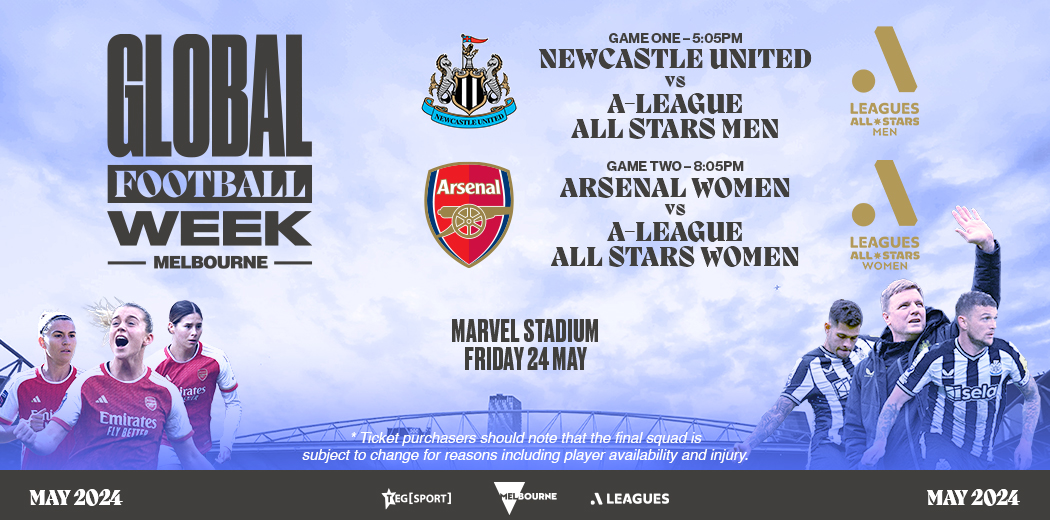 GLOBAL
FOOTBALL
WEEK
MELBOURNE
NEWCASTLE UNITED
GAME ONE – 5:05PM
NEWCASTLE UNITED
VS
A-LEAGUE
ALL STARS MEN
LEAGUES
ALL★STARS
MEN
Arsenal
GAME TWO – 8:05PM
ARSENAL WOMEN
VS
A-LEAGUE
ALL STARS WOMEN
LEAGUES
ALL★STARS
WOMEN
MARVEL STADIUM
FRIDAY 24 MAY
Emirates
FLY BETTER
sela
* Ticket purchasers should note that the final squad is
subject to change for reasons including player availability and injury.
MAY 2024
TEG[SPORT]
MELBOURNE
A LEAGUES
MAY 2024